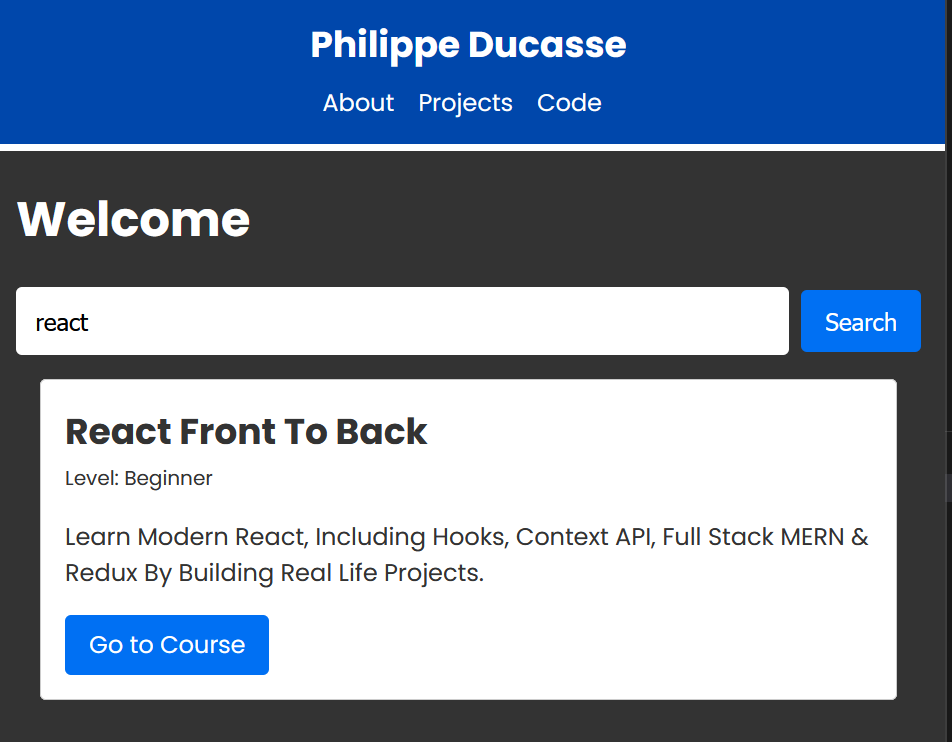 Philippe Ducasse
About Projects Code
Welcome
react Search
React Front To Back
Level: Beginner
Learn Modern React, Including Hooks, Context API, Full Stack MERN &
Redux By Building Real Life Projects.
Go to Course